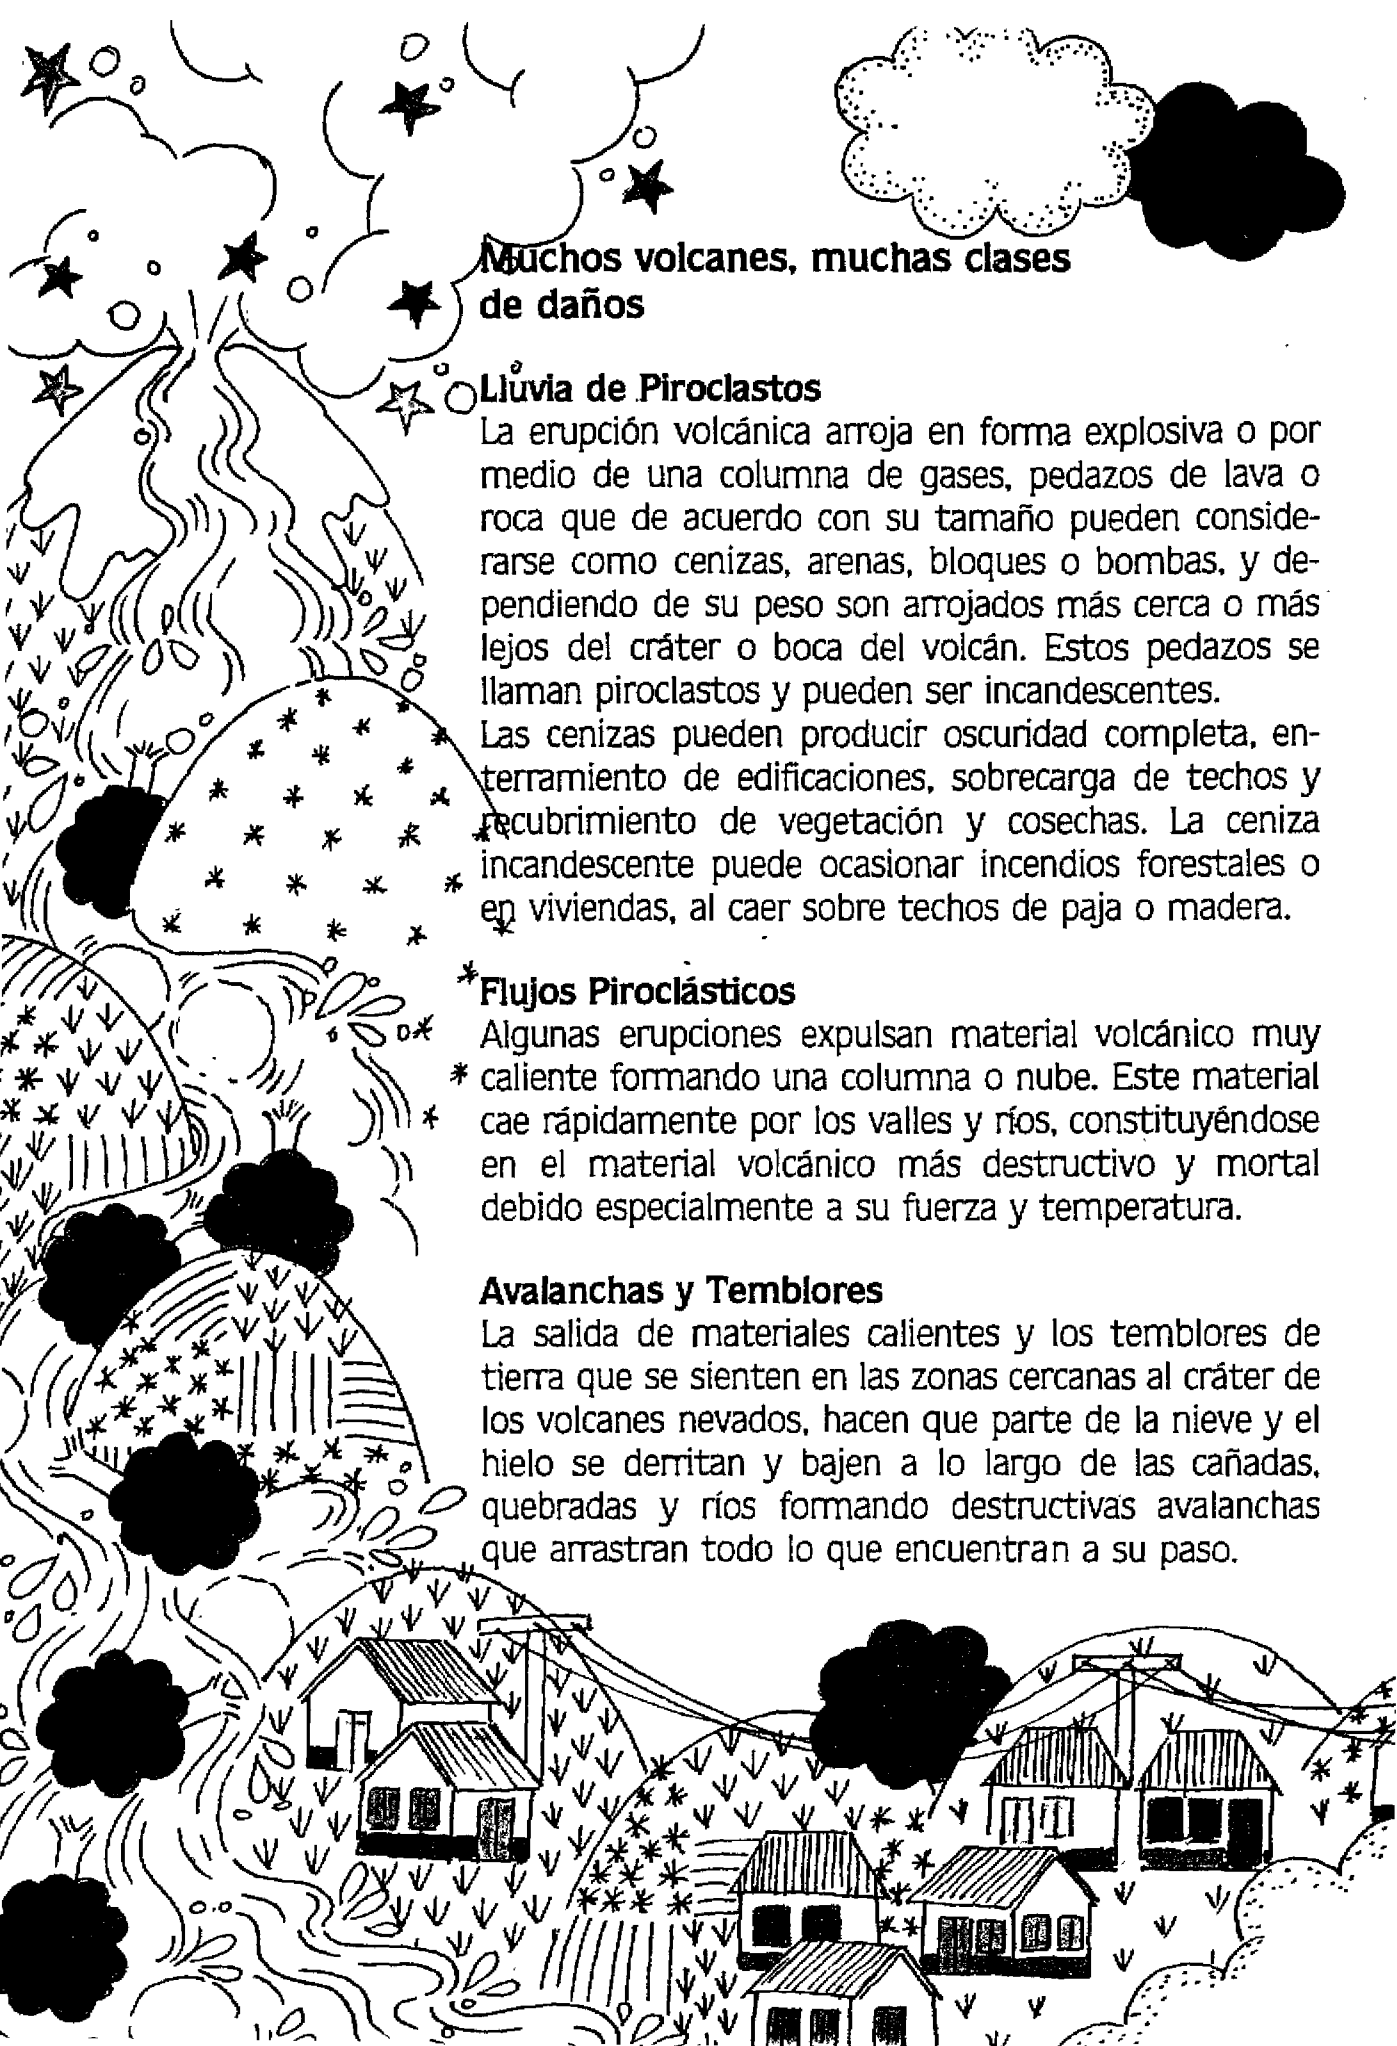 Muchos volcanes, muchas clases
de daños
Lluvia de Piroclastos
La erupción volcánica arroja en forma explosiva o por
medio de una columna de gases, pedazos de lava o
roca que de acuerdo con su tamaño pueden conside-
rarse como cenizas, arenas, bloques o bombas, y de-
pendiendo de su peso son arrojados más cerca o más
lejos del cráter o boca del volcán. Estos pedazos se
llaman piroclastos y pueden ser incandescentes.
Las cenizas pueden producir oscuridad completa, en-
terramiento de edificaciones, sobrecarga de techos y
recubrimiento de vegetación y cosechas. La ceniza
incandescente puede ocasionar incendios forestales o
en viviendas, al caer sobre techos de paja o madera.
Flujos Piroclásticos
Algunas erupciones expulsan material volcánico muy
caliente formando una columna o nube. Este material
cae rápidamente por los valles y ríos, constituyéndose
en el material volcánico más destructivo y mortal
debido especialmente a su fuerza y temperatura.
Avalanchas y Temblores
La salida de materiales calientes y los temblores de
tierra que se sienten en las zonas cercanas al cráter de
los volcanes nevados, hacen que parte de la nieve y el
hielo se derritan y bajen a lo largo de las cañadas,
quebradas y ríos formando destructivas avalanchas
que arrastran todo lo que encuentran a su paso.